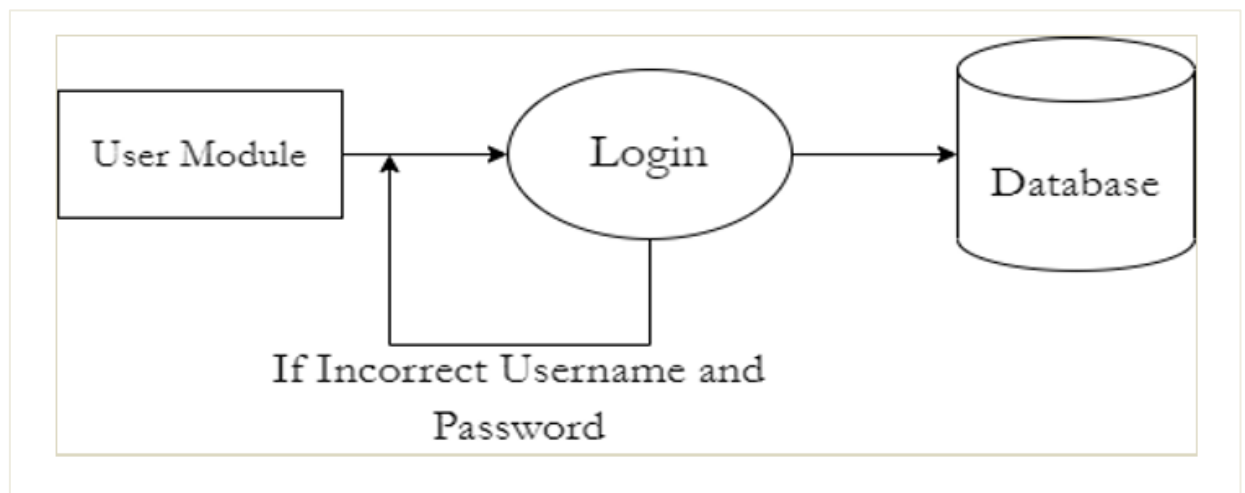 User Module
Login
Database
If Incorrect Username and
Password